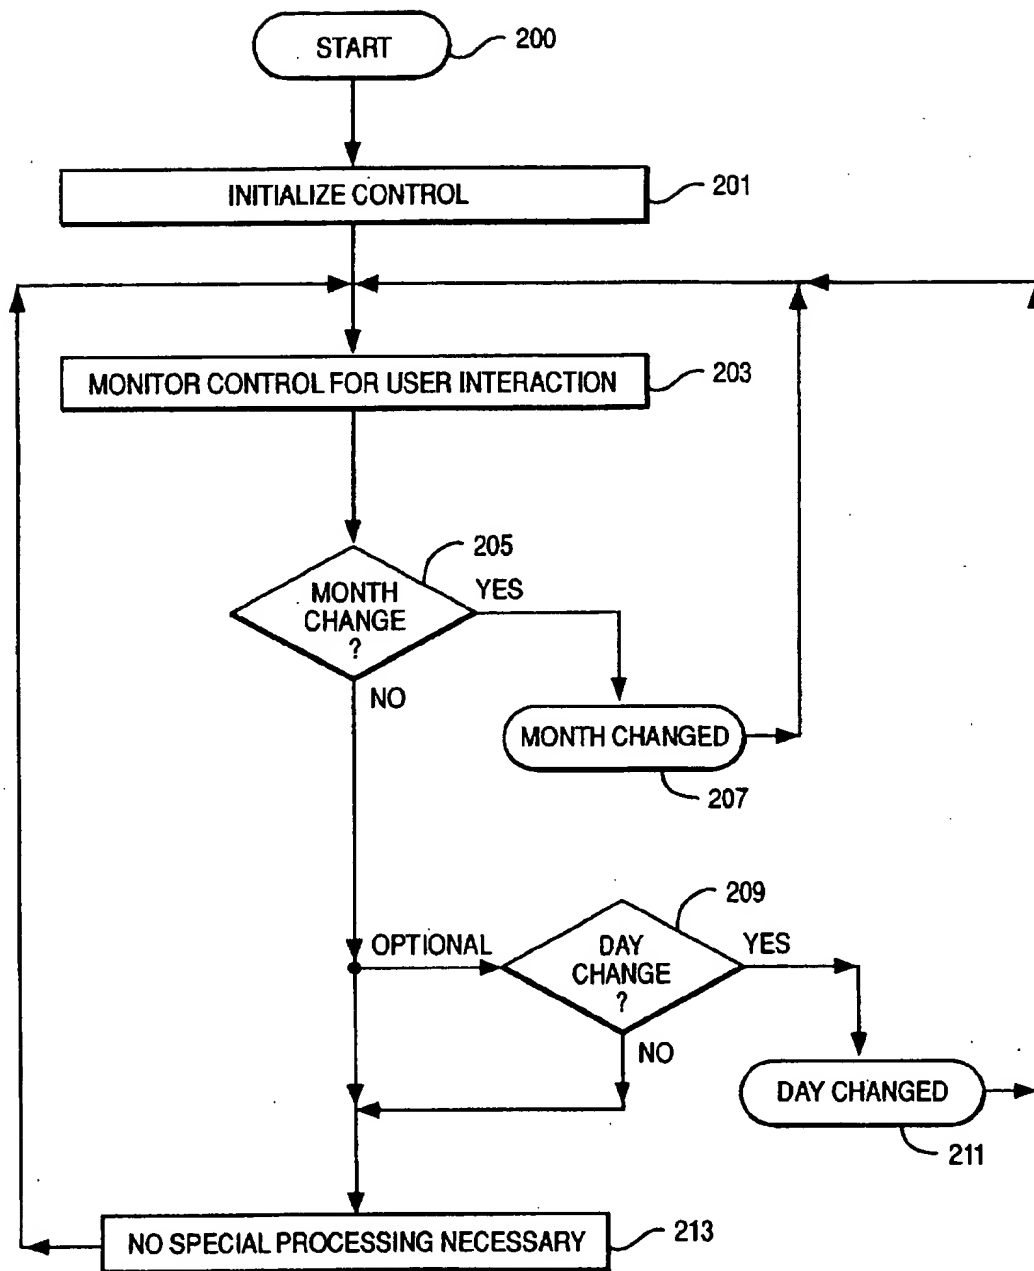 START
200
INITIALIZE CONTROL
201
MONITOR CONTROL FOR USER INTERACTION
203
205
MONTH
CHANGE
?
YES
NO
MONTH CHANGED
207
209
OPTIONAL
DAY
CHANGE
?
YES
NO
DAY CHANGED
211
NO SPECIAL PROCESSING NECESSARY
213